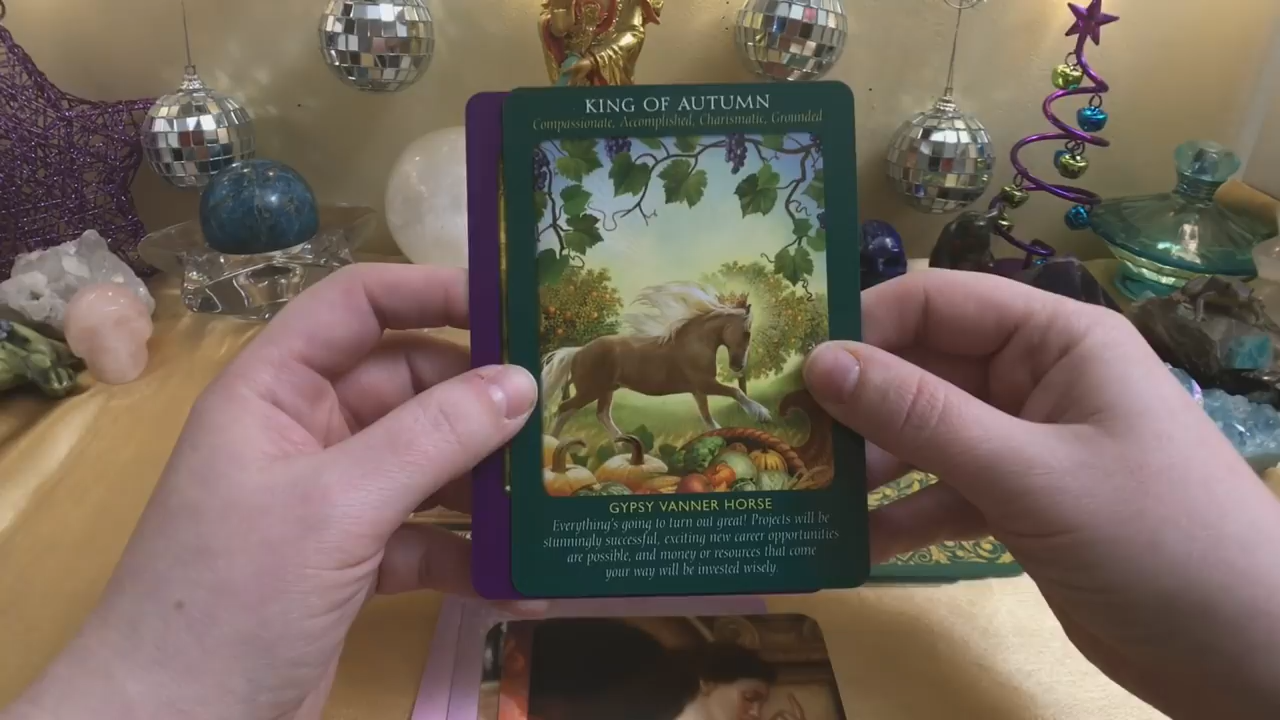 KING OF AUTUMN
Compassionate, Accomplished, Charismatic, Grounded
GYPSY VANNER HORSE
Everything's going to turn out great! Projects will be
stunningly successful, exciting new career opportunities
are possible, and money or resources that come
your way will be invested wisely.